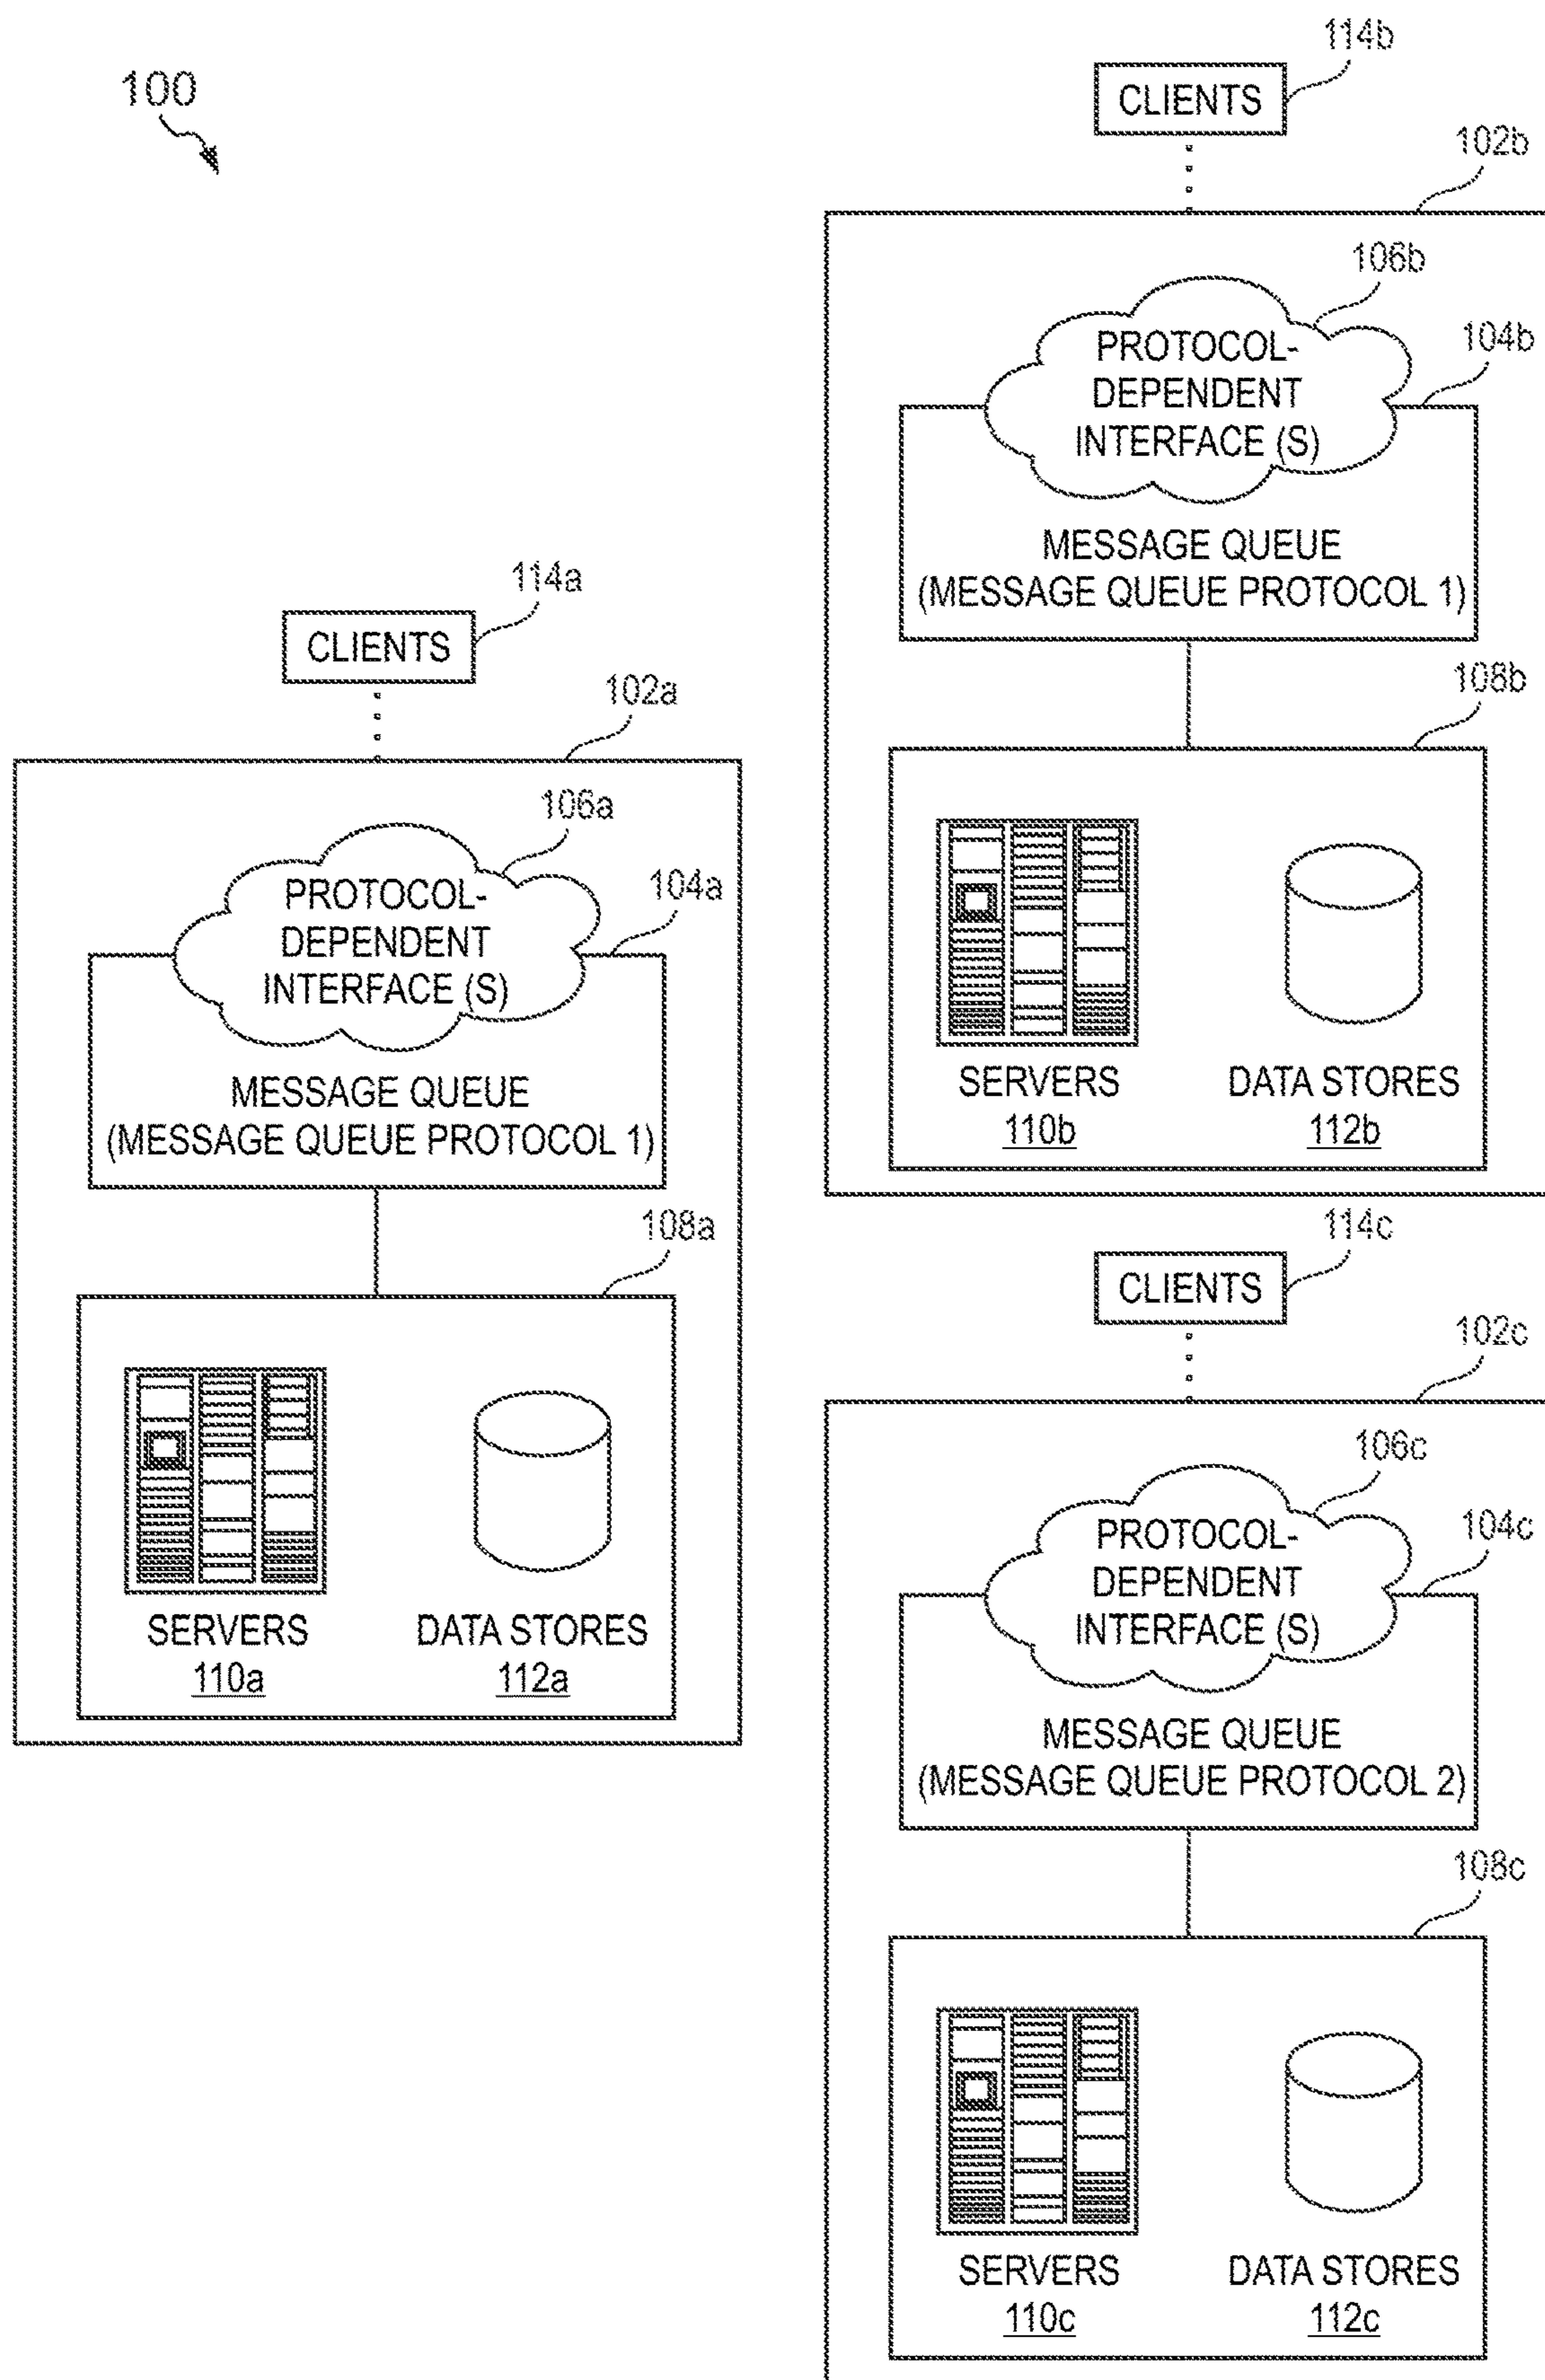 100
114a
CLIENTS
102a
106a
PROTOCOL-
DEPENDENT
INTERFACE (S)
104a
MESSAGE QUEUE
(MESSAGE QUEUE PROTOCOL 1)
108a
SERVERS
110a
DATA STORES
112a
114b
CLIENTS
102b
106b
PROTOCOL-
DEPENDENT
INTERFACE (S)
104b
MESSAGE QUEUE
(MESSAGE QUEUE PROTOCOL 1)
108b
SERVERS
110b
DATA STORES
112b
114c
CLIENTS
102c
106c
PROTOCOL-
DEPENDENT
INTERFACE (S)
104c
MESSAGE QUEUE
(MESSAGE QUEUE PROTOCOL 2)
108c
SERVERS
110c
DATA STORES
112c